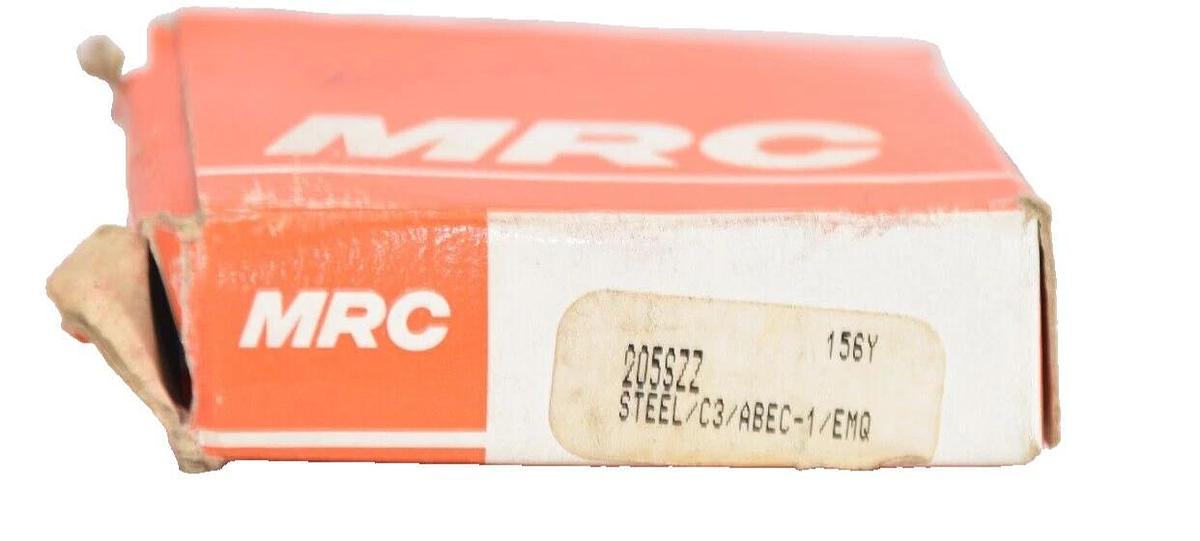 MRC
MRC
156Y
205SZZ
STEEL/C3/ABEC-1/EMQ